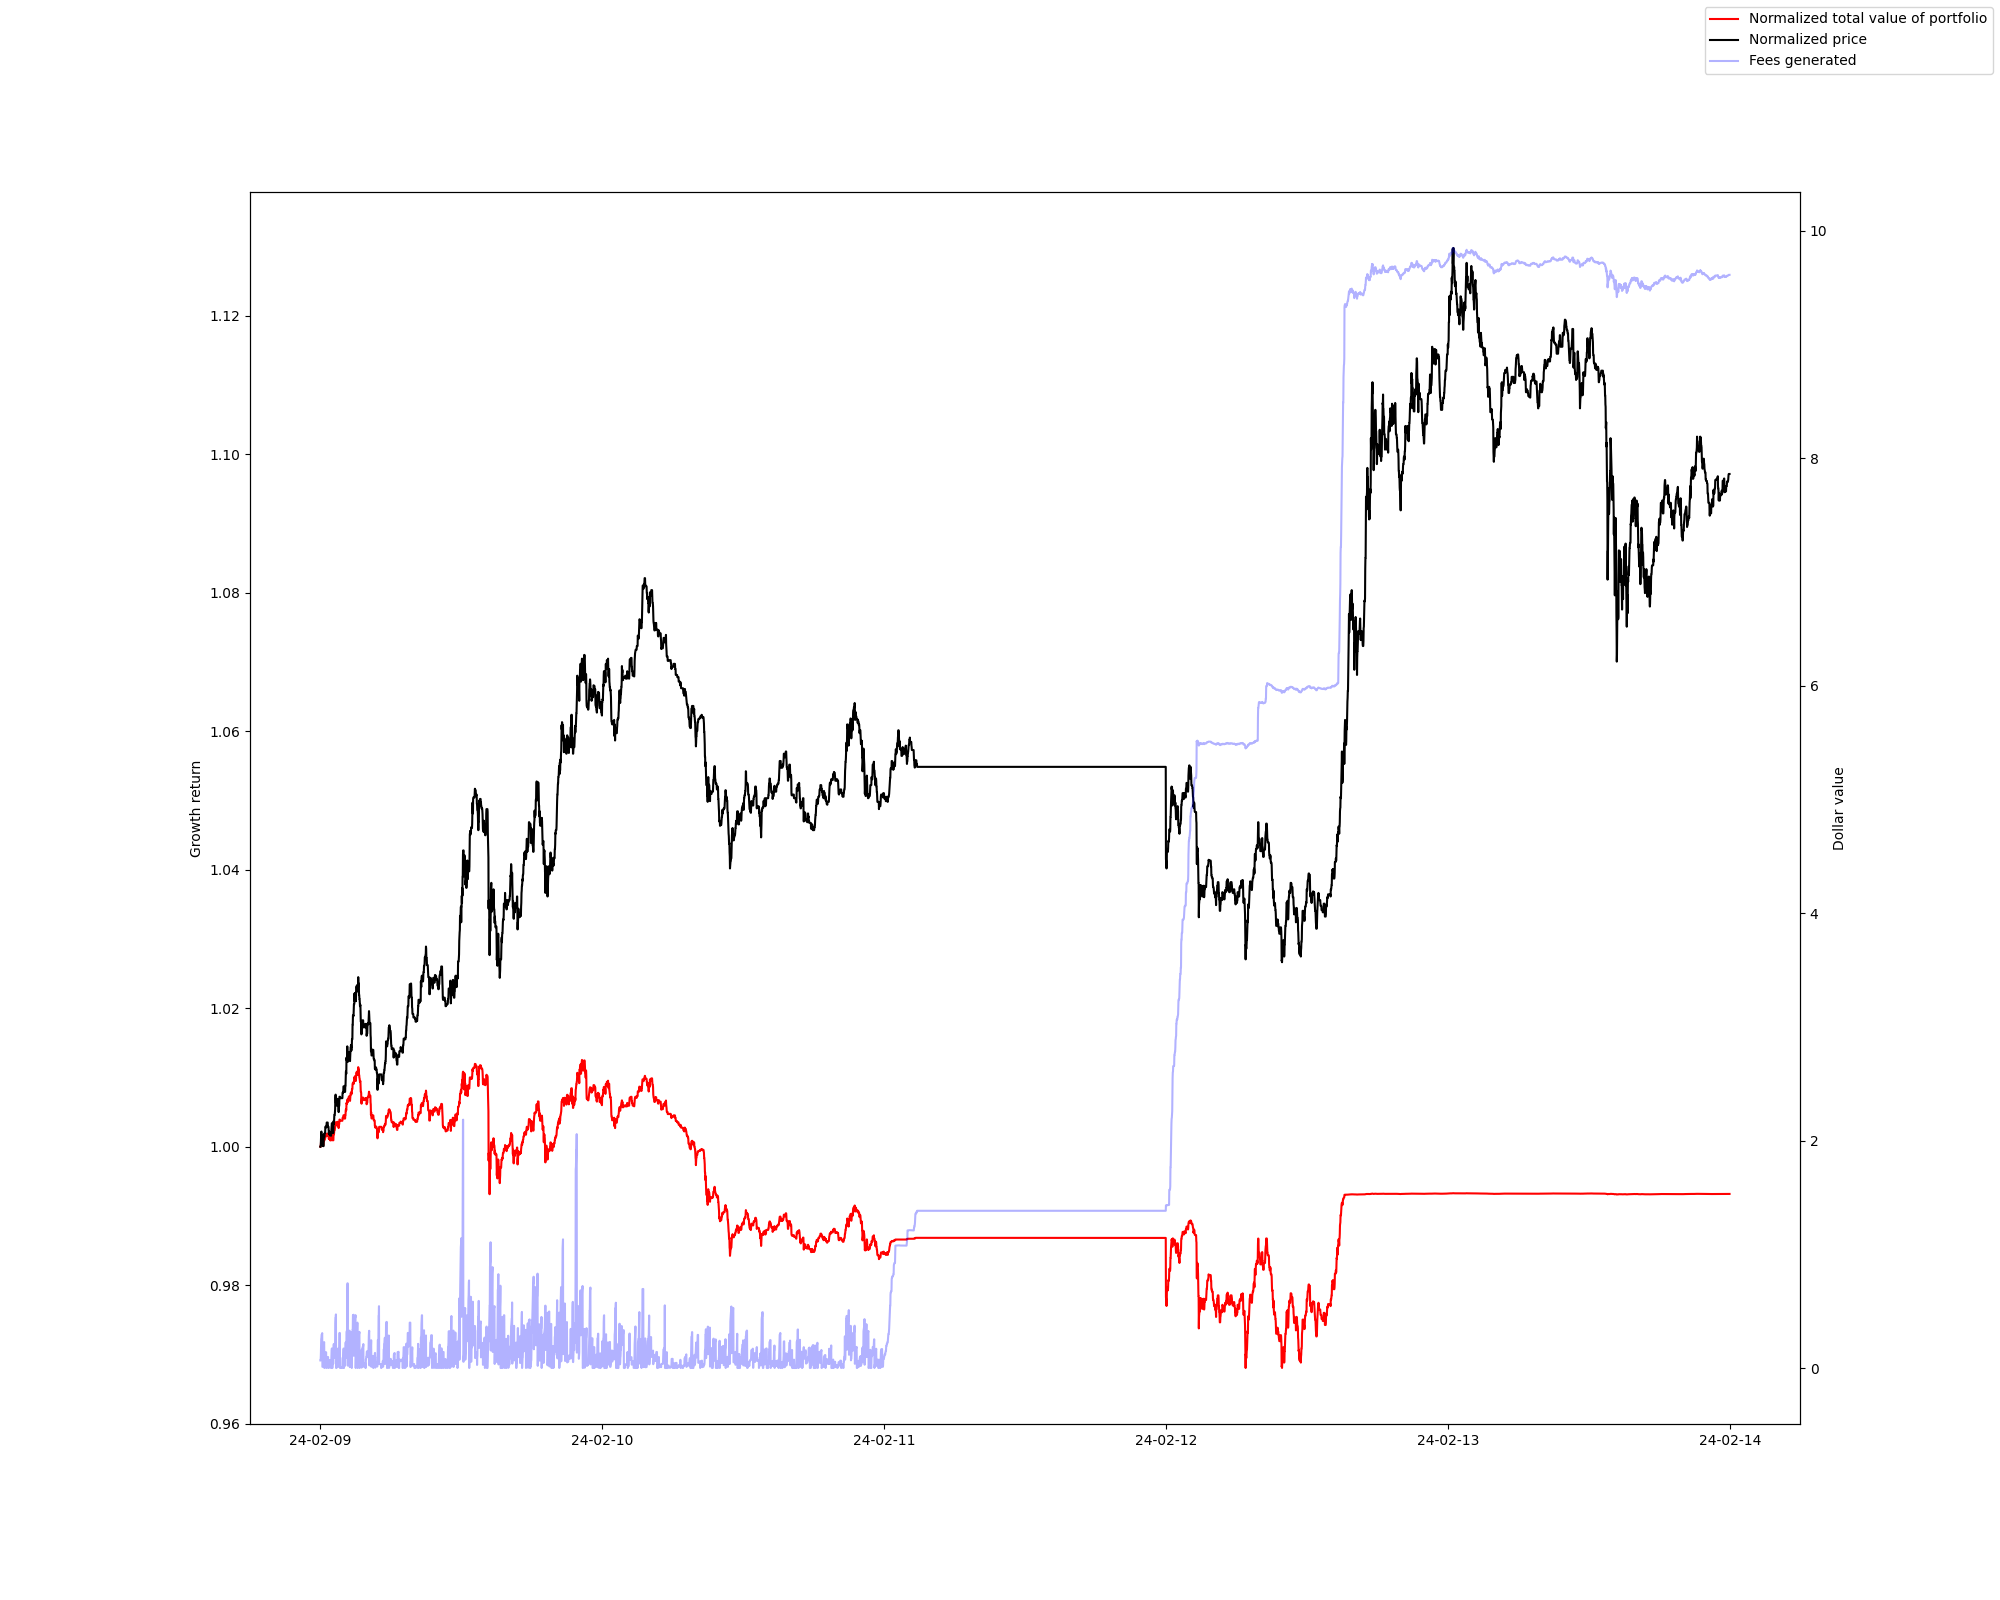 Normalized total value of portfolio
Normalized price
Fees generated
Growth return
1.12
1.10
1.08
1.06
1.04
1.02
1.00
0.98
0.96
10
8
6
4
2
0
Dollar value
24-02-09 24-02-10 24-02-11 24-02-12 24-02-13 24-02-14